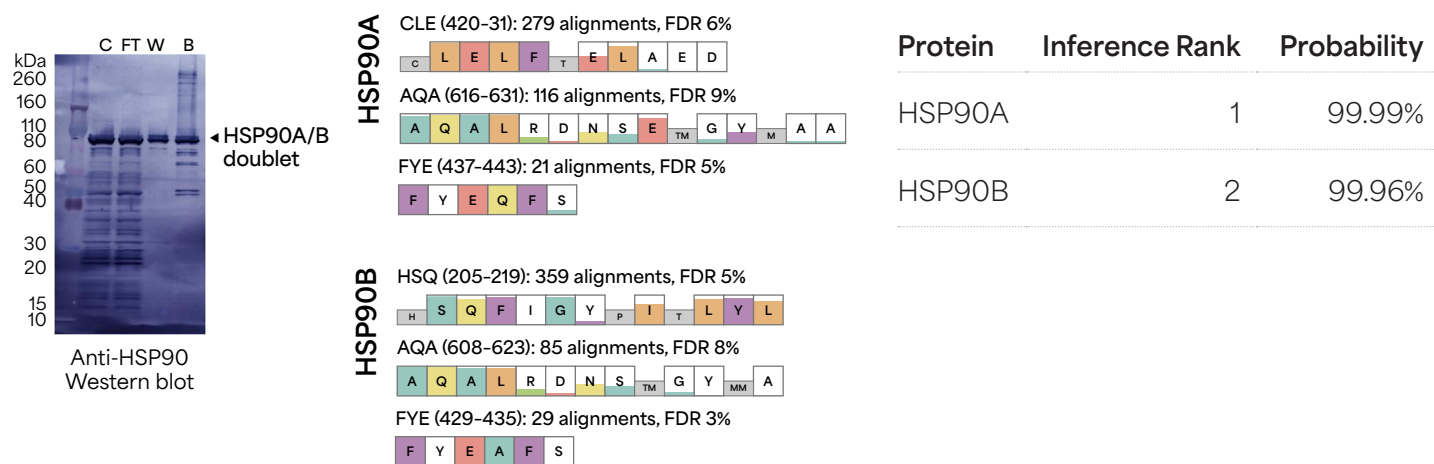 C FT W B
kDa
260
160
110
80
60
50
40
30
20
15
10
HSP90A/B
doublet
Anti-HSP90
Western blot
HSP90A
CLE (420–31): 279 alignments, FDR 6%
C L E L F T E L A E D
AQA (616–631): 116 alignments, FDR 9%
A Q A L R D N S E TM G Y M A A
FYE (437–443): 21 alignments, FDR 5%
F Y E Q F S
HSP90B
HSQ (205–219): 359 alignments, FDR 5%
H S Q F I G Y P I T L Y L
AQA (608–623): 85 alignments, FDR 8%
A Q A L R D N S TM G Y MM A
FYE (429–435): 29 alignments, FDR 3%
F Y E A F S
Protein Inference Rank Probability
HSP90A 1 99.99%
HSP90B 2 99.96%